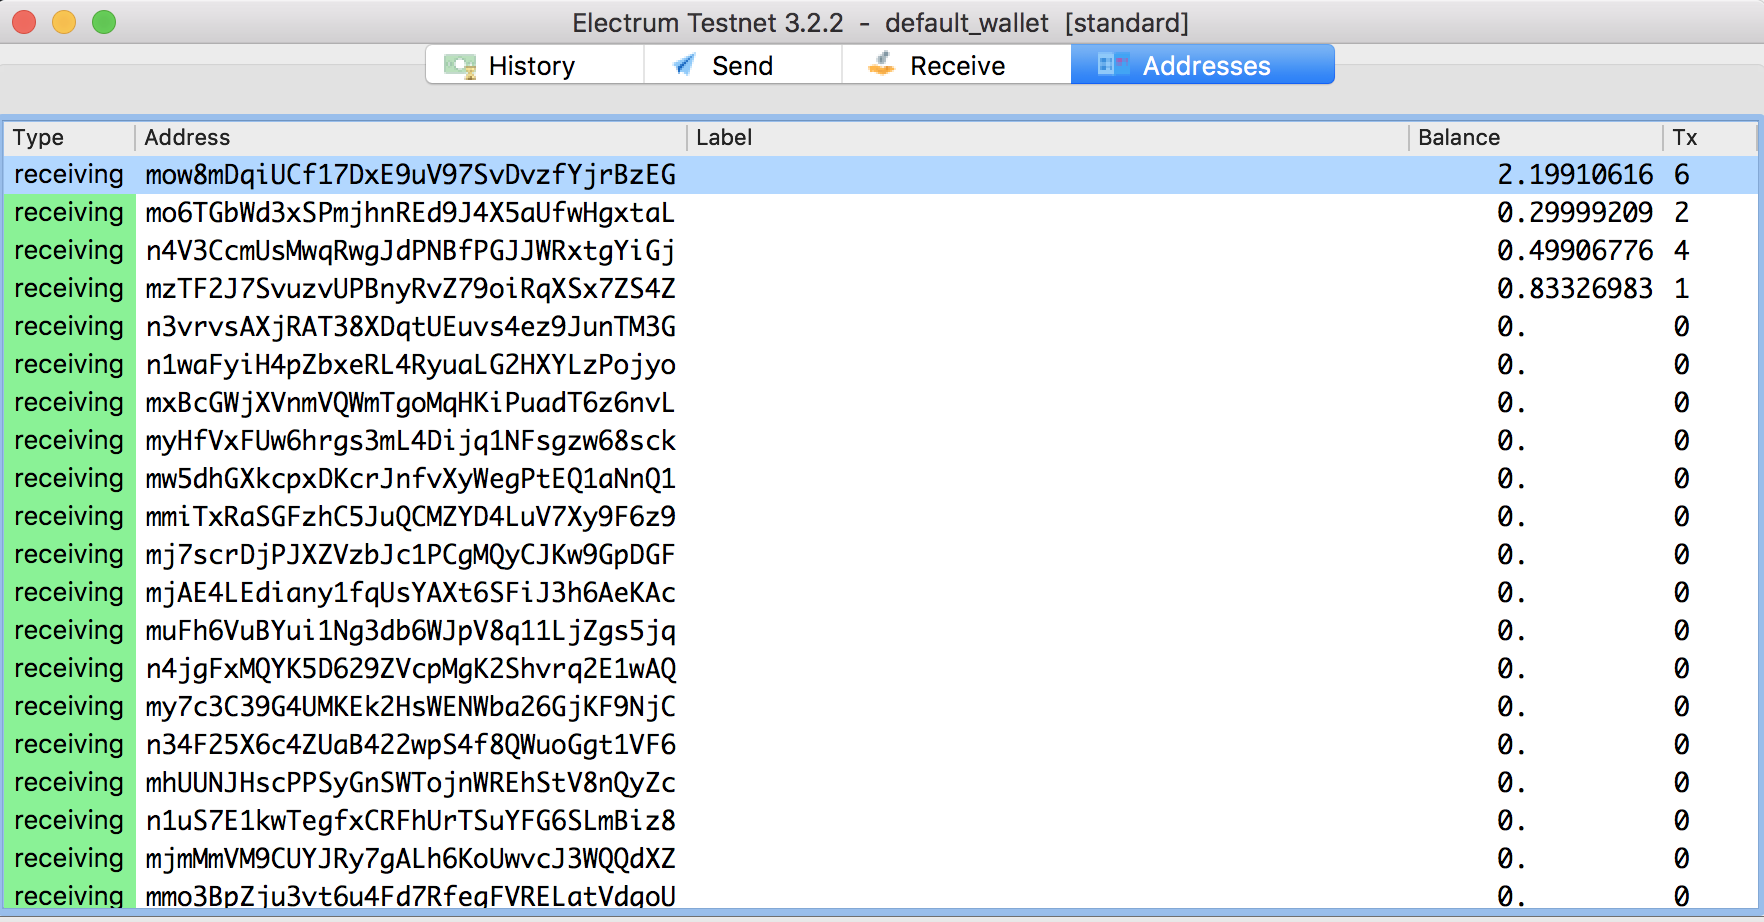 Electrum Testnet 3.2.2 - default_wallet [standard]
History Send Receive Addresses
Type Address Label Balance Tx
receiving mow8mDqiUCf17DxE9uV97SvDvzfYjrBzEG 2.19910616 6
receiving mo6TGbWd3xSPmjhnREd9J4X5aUfwHgxtaL 0.29999209 2
receiving n4V3CcmUsMwqRwgJdPNBfPGJJWRxtgYiGj 0.49906776 4
receiving mzTF2J7SvuzvUPBnyRvZ79oiRqXSx7ZS4Z 0.83326983 1
receiving n3vrvsAXjRAT38XDqtUEuvs4ez9JunTM3G 0. 0
receiving n1waFyiH4pZbxeRL4RyuaLG2HXYLzPojyo 0. 0
receiving mxBcGWjXVnmVQWmTgoMqHKiPuadT6z6nvL 0. 0
receiving myHfVxFUw6hrgs3mL4Dijq1NFsgzw68sck 0. 0
receiving mw5dhGXkcpxDKcrJnfvXyWegPtEQ1aNnQ1 0. 0
receiving mmiTxRaSGFzhC5JuQCMZYD4LuV7Xy9F6z9 0. 0
receiving mj7scrDjPJXZVzbJc1PCgMQyCJKw9GpDGF 0. 0
receiving mjAE4LEdiany1fqUsYAXt6SFiJ3h6AeKAc 0. 0
receiving muFh6VuBYui1Ng3db6WJpV8q11LjZgs5jq 0. 0
receiving n4jgFxMQYK5D629ZVcpMgK2Shvrq2E1wAQ 0. 0
receiving my7c3C39G4UMKEk2HsWENWba26GjKF9NjC 0. 0
receiving n34F25X6c4ZUaB422wpS4f8QWuoGgt1VF6 0. 0
receiving mhUUNJHscPPSyGnSWTojnWREhStV8nQyZc 0. 0
receiving n1uS7E1kwTegfxCRFhUrTSuYFG6SLmBiz8 0. 0
receiving mjmMmVM9CUYJRy7gALh6KoUwvcJ3WQQdXZ 0. 0
receiving mmo3BpZju3vt6u4Fd7RfegFVRELatVdgoU 0. 0